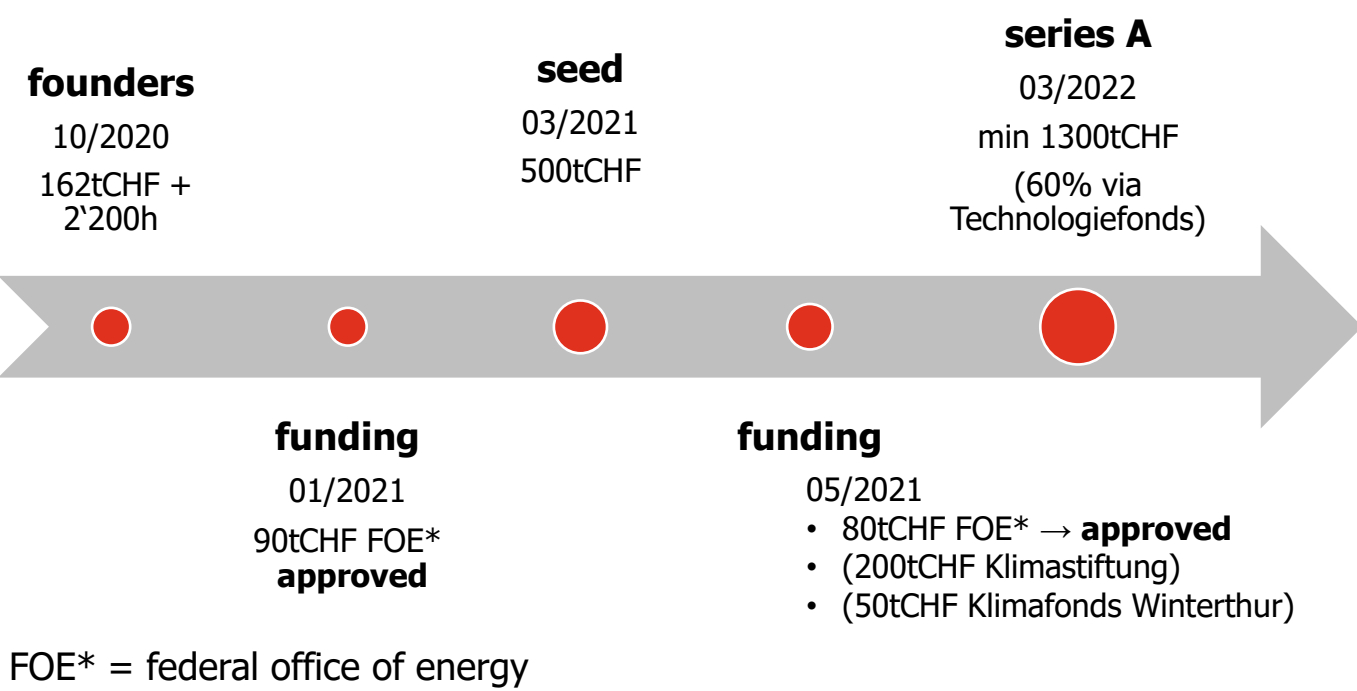 founders
10/2020
162tCHF +
2‘200h
funding
01/2021
90tCHF FOE*
approved
seed
03/2021
500tCHF
funding
05/2021
• 80tCHF FOE* → approved
• (200tCHF Klimastiftung)
• (50tCHF Klimafonds Winterthur)
series A
03/2022
min 1300tCHF
(60% via
Technologiefonds)
FOE* = federal office of energy